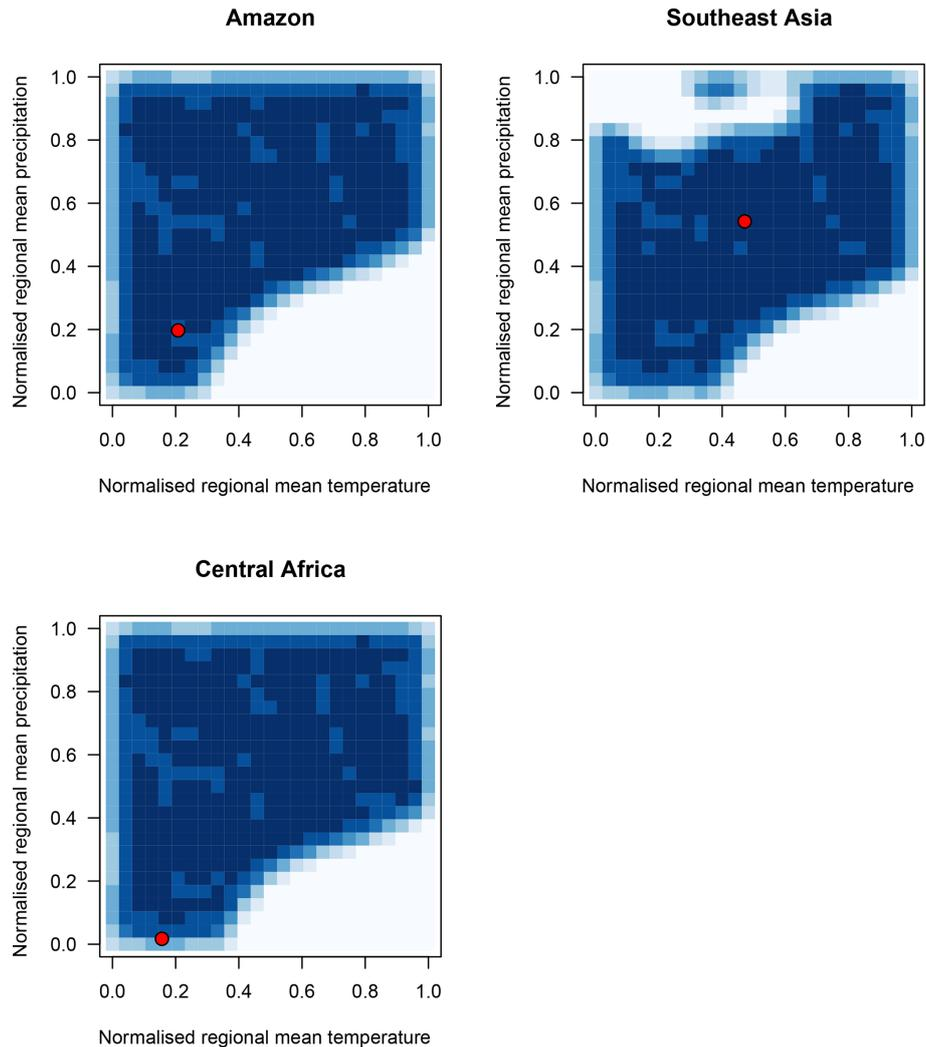 Amazon
Normalised regional mean precipitation
1.0
0.8
0.6
0.4
0.2
0.0
0.0 0.2 0.4 0.6 0.8 1.0
Normalised regional mean temperature
Southeast Asia
Normalised regional mean precipitation
1.0
0.8
0.6
0.4
0.2
0.0
0.0 0.2 0.4 0.6 0.8 1.0
Normalised regional mean temperature
Central Africa
Normalised regional mean precipitation
1.0
0.8
0.6
0.4
0.2
0.0
0.0 0.2 0.4 0.6 0.8 1.0
Normalised regional mean temperature